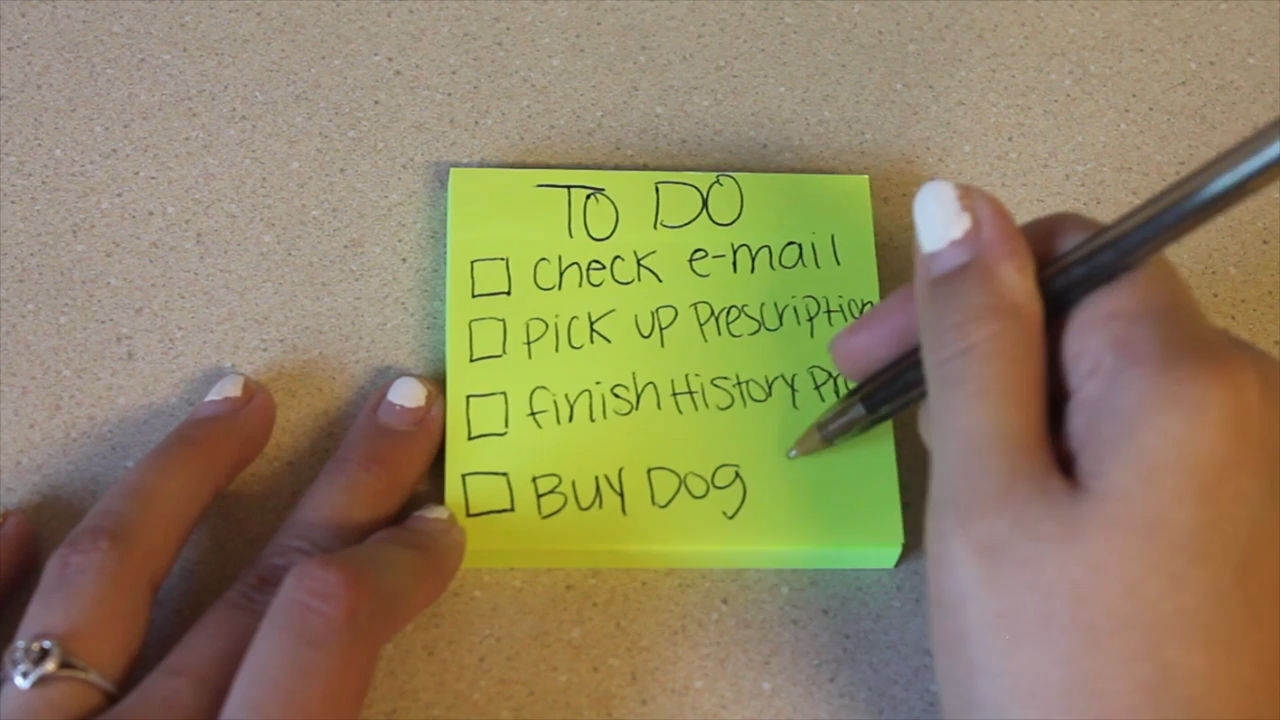 TO DO
check e-mail
PICK UP Prescription
finish History
BUY DOg